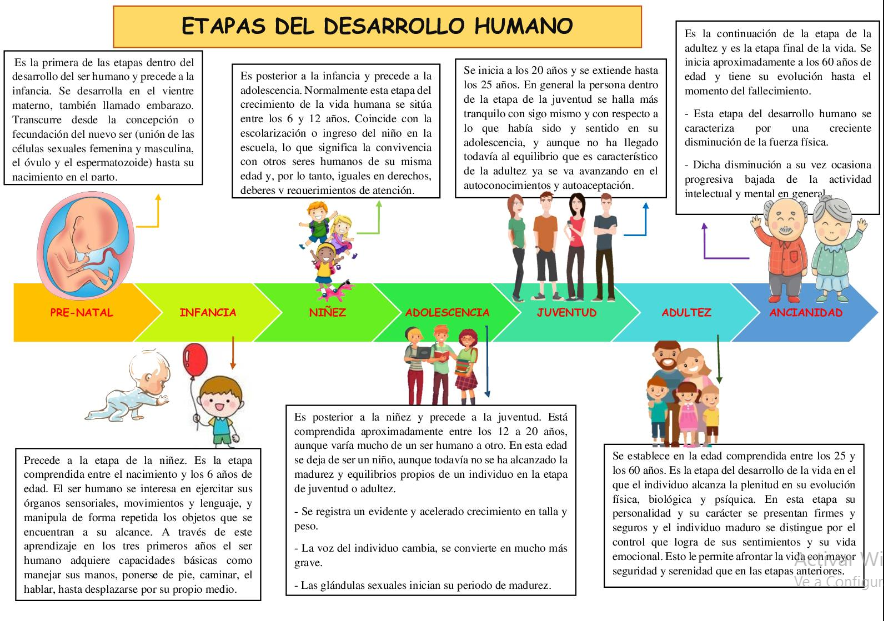 ETAPAS DEL DESARROLLO HUMANO
Es la primera de las etapas dentro del
desarrollo del ser humano y precede a la
infancia. Se desarrolla en el vientre
materno, también llamado embarazo.
Transcurre desde la concepción o
fecundación del nuevo ser (unión de las
células sexuales femenina y masculina,
el óvulo y el espermatozoide) hasta su
nacimiento en el parto.
Es posterior a la infancia y precede a la
adolescencia. Normalmente esta etapa del
crecimiento de la vida humana se sitúa
entre los 6 y 12 años. Coincide con la
escolarización o ingreso del niño en la
escuela, lo que significa la convivencia
con otros seres humanos de su misma
edad y, por lo tanto, iguales en derechos,
deberes y requerimientos de atención.
Se inicia a los 20 años y se extiende hasta
los 25 años. En general la persona dentro
de la etapa de la juventud se halla más
tranquilo con sigo mismo y con respecto a
lo que había sido y sentido en su
adolescencia, y aunque no ha llegado
todavía al equilibrio que es característico
de la adultez ya se va avanzando en el
autoconocimientos y autoaceptación.
Es la continuación de la etapa de la
adultez y es la etapa final de la vida. Se
inicia aproximadamente a los 60 años de
edad y tiene su evolución hasta el
momento del fallecimiento.
- Esta etapa del desarrollo humano se
caracteriza por una creciente
disminución de la fuerza física.
- Dicha disminución a su vez ocasiona
progresiva bajada de la actividad
intelectual y mental en general.
PRE-NATAL
INFANCIA
NIÑEZ
ADOLESCENCIA
JUVENTUD
ADULTEZ
ANCIANIDAD
Precede a la etapa de la niñez. Es la etapa
comprendida entre el nacimiento y los 6 años de
edad. El ser humano se interesa en ejercitar sus
órganos sensoriales, movimientos y lenguaje, y
manipula de forma repetida los objetos que se
encuentran a su alcance. A través de este
aprendizaje en los tres primeros años el ser
humano adquiere capacidades básicas como
manejar sus manos, ponerse de pie, caminar, el
hablar, hasta desplazarse por su propio medio.
Es posterior a la niñez y precede a la juventud. Está
comprendida aproximadamente entre los 12 a 20 años,
aunque varía mucho de un ser humano a otro. En esta edad
se deja de ser un niño, aunque todavía no se ha alcanzado la
madurez y equilibrios propios de un individuo en la etapa
de juventud o adultez.
- Se registra un evidente y acelerado crecimiento en talla y
peso.
- La voz del individuo cambia, se convierte en mucho más
grave.
- Las glándulas sexuales inician su periodo de madurez.
Se establece en la edad comprendida entre los 25 y
los 60 años. Es la etapa del desarrollo de la vida en el
que el individuo alcanza la plenitud en su evolución
física, biológica y psíquica. En esta etapa su
personalidad y su carácter se presentan firmes y
seguros y el individuo maduro se distingue por el
control que logra de sus sentimientos y su vida
emocional. Esto le permite afrontar la vida con mayor
seguridad y serenidad que en las etapas anteriores.
Activar Wi
Ve a Configur